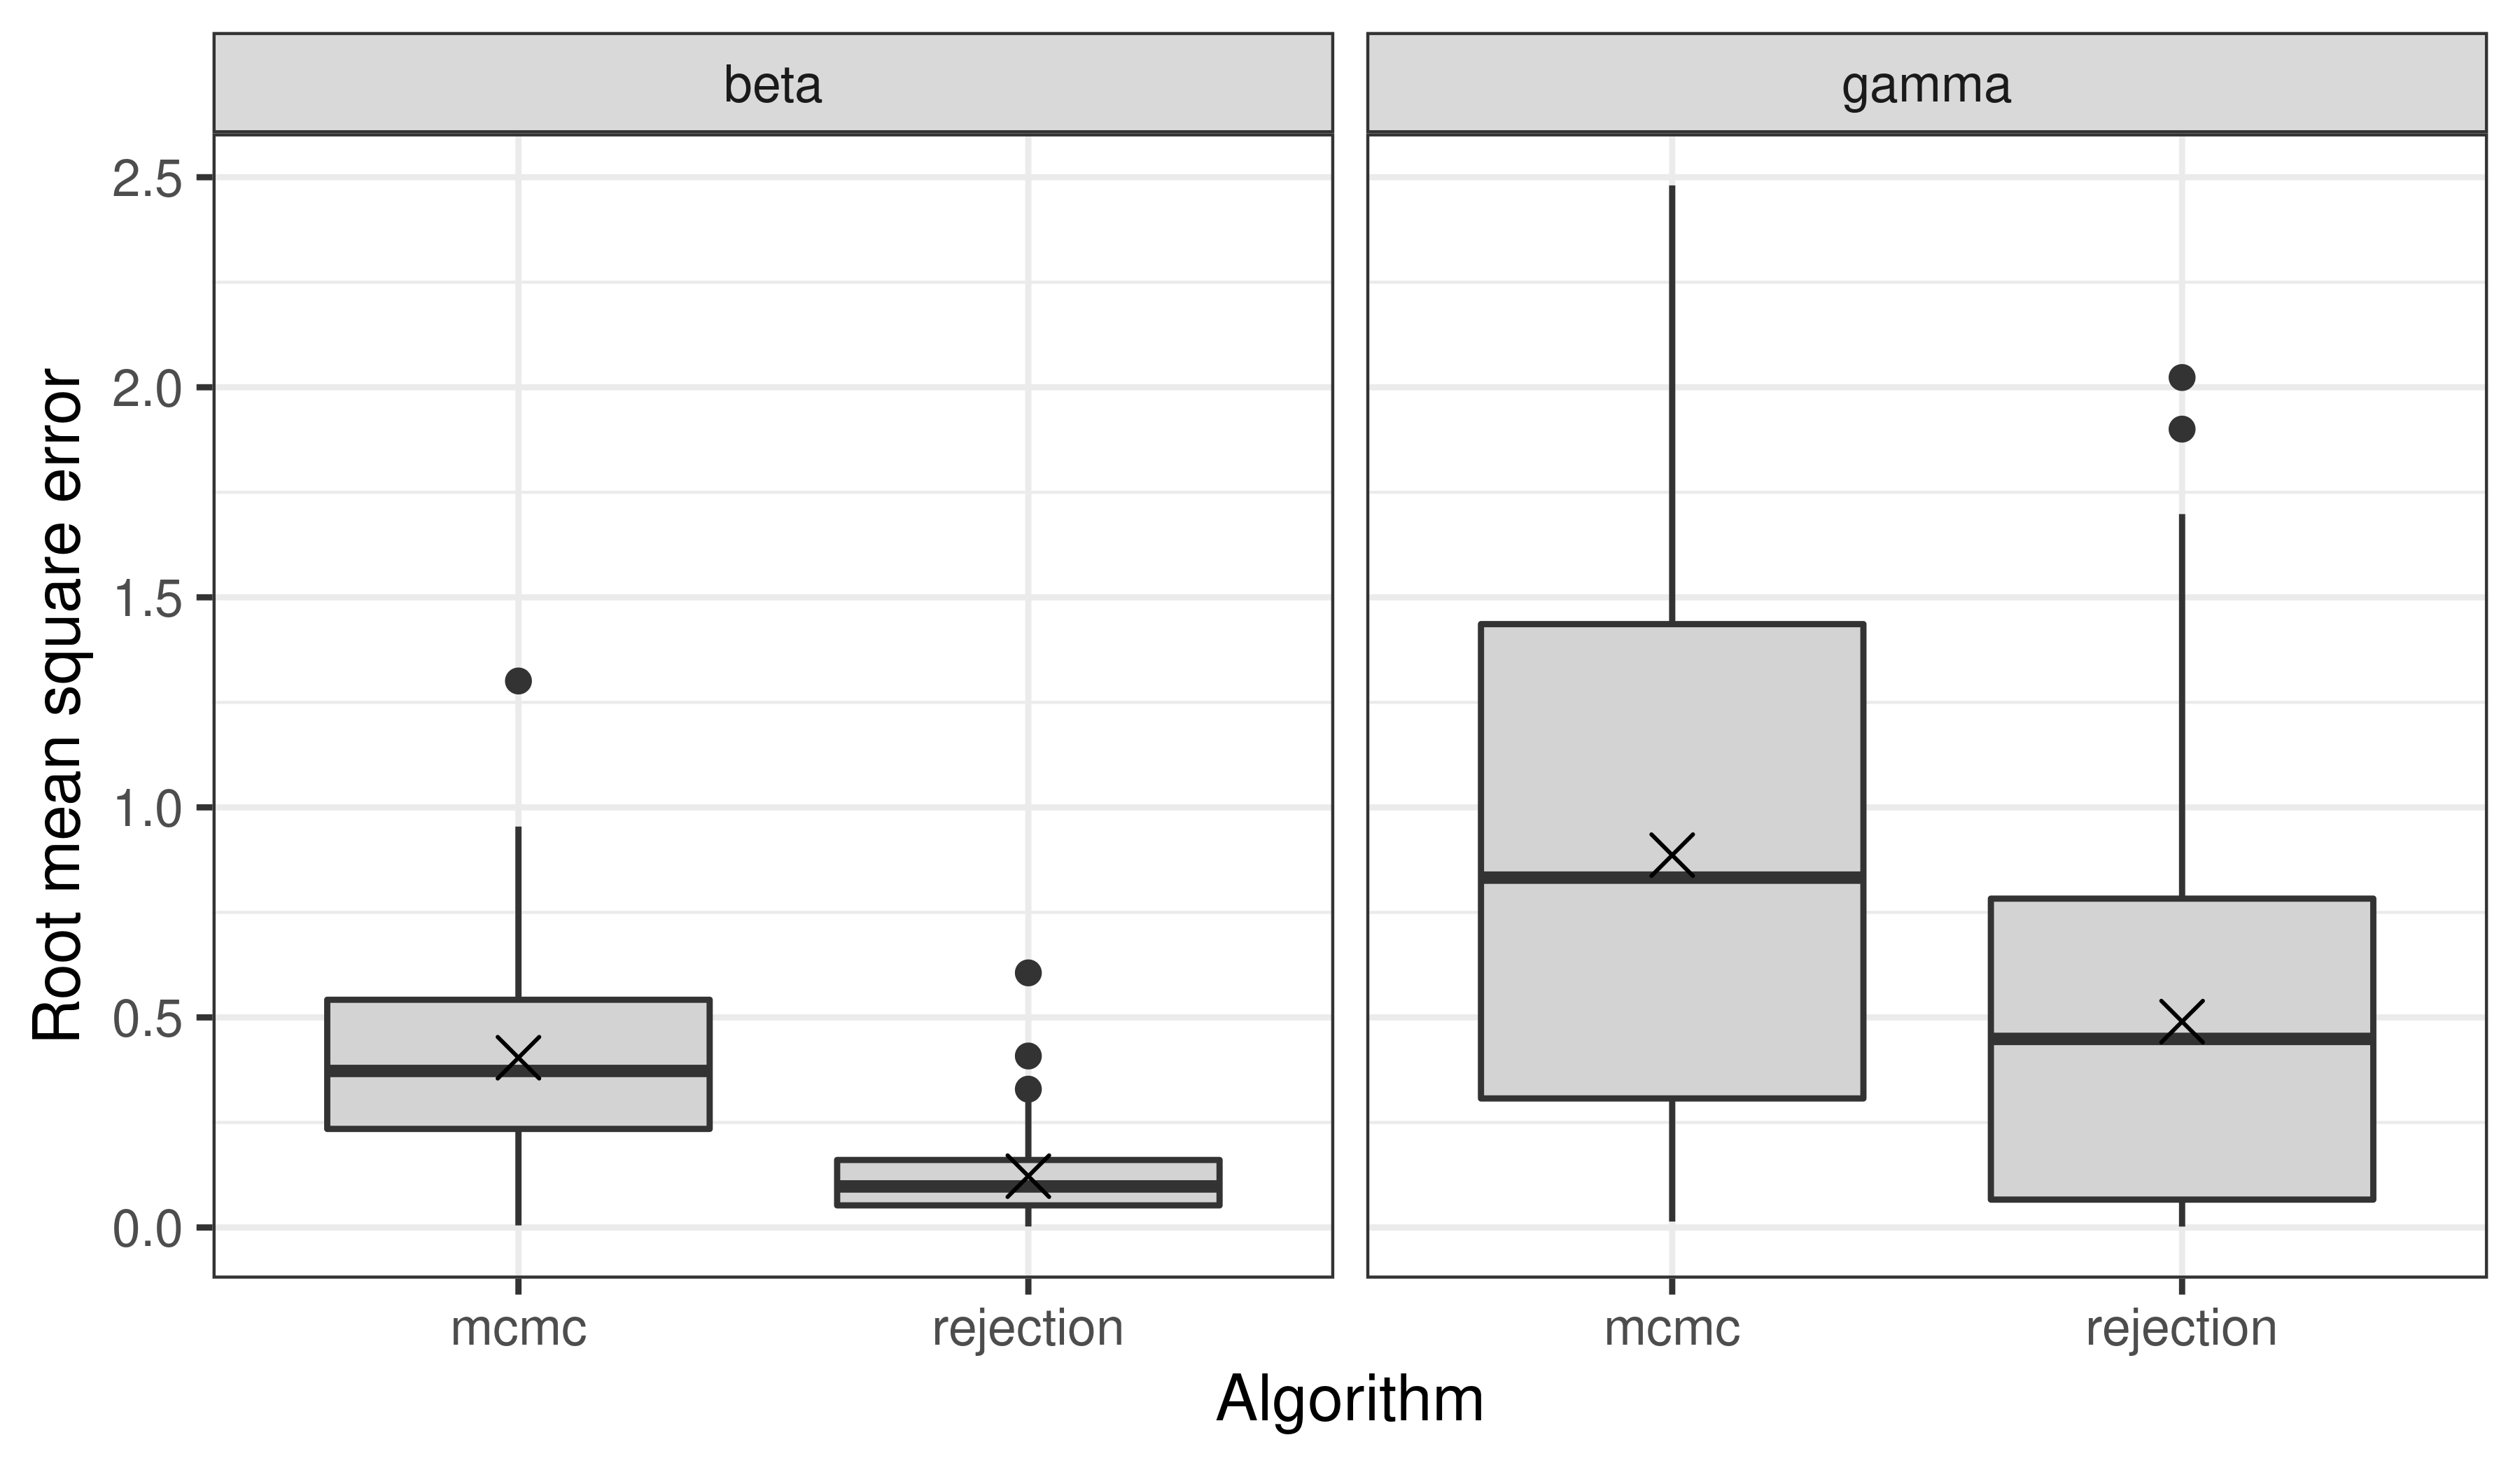 beta
gamma
Root mean square error
2.5
2.0
1.5
1.0
0.5
0.0
mcmc
rejection
mcmc
rejection
Algorithm